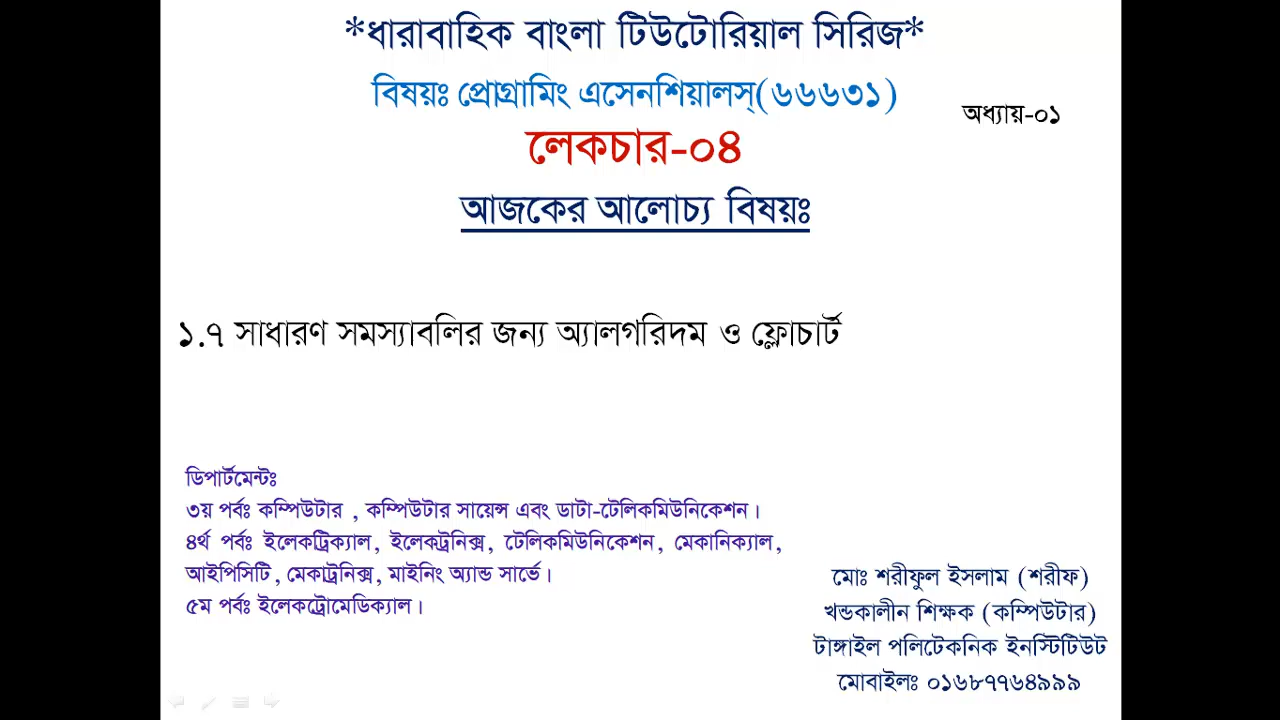 *ধারাবাহিক বাংলা টিউটোরিয়াল সিরিজ*
বিষয়ঃ প্রোগ্রামিং এসেনশিয়ালস্(৬৬৬৩১)
অধ্যায়-০১
লেকচার-০৪
আজকের আলোচ্য বিষয়ঃ
১.৭ সাধারণ সমস্যাবলির জন্য অ্যালগরিদম ও ফ্লোচার্ট
ডিপার্টমেন্টঃ
৩য় পর্বঃ কম্পিউটার , কম্পিউটার সায়েন্স এবং ডাটা-টেলিকমিউনিকেশন।
৪র্থ পর্বঃ ইলেকট্রিক্যাল, ইলেকট্রনিক্স, টেলিকমিউনিকেশন, মেকানিক্যাল,
আইপিসিটি, মেকাট্রনিক্স, মাইনিং অ্যান্ড সার্ভে।
৫ম পর্বঃ ইলেকট্রোমেডিক্যাল।
মোঃ শরীফুল ইসলাম (শরীফ)
খন্ডকালীন শিক্ষক (কম্পিউটার)
টাঙ্গাইল পলিটেকনিক ইনস্টিটিউট
মোবাইলঃ ০১৬৮৭৭৬৪৯৯৯